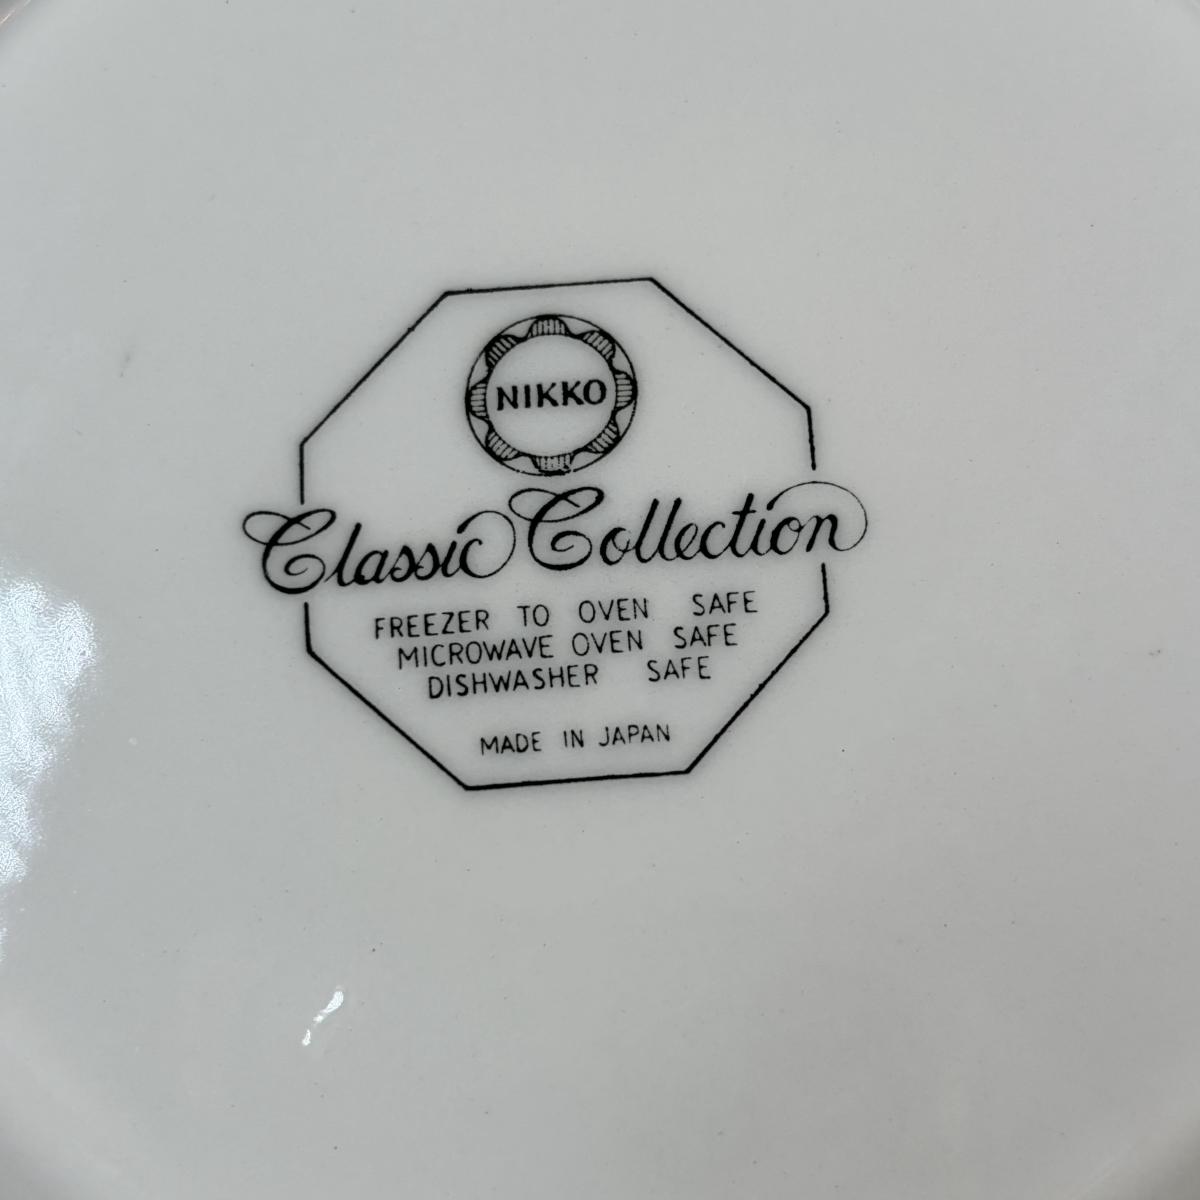 NIKKO
Classic Collection
FREEZER TO OVEN SAFE
MICROWAVE OVEN SAFE
DISHWASHER SAFE
MADE IN JAPAN